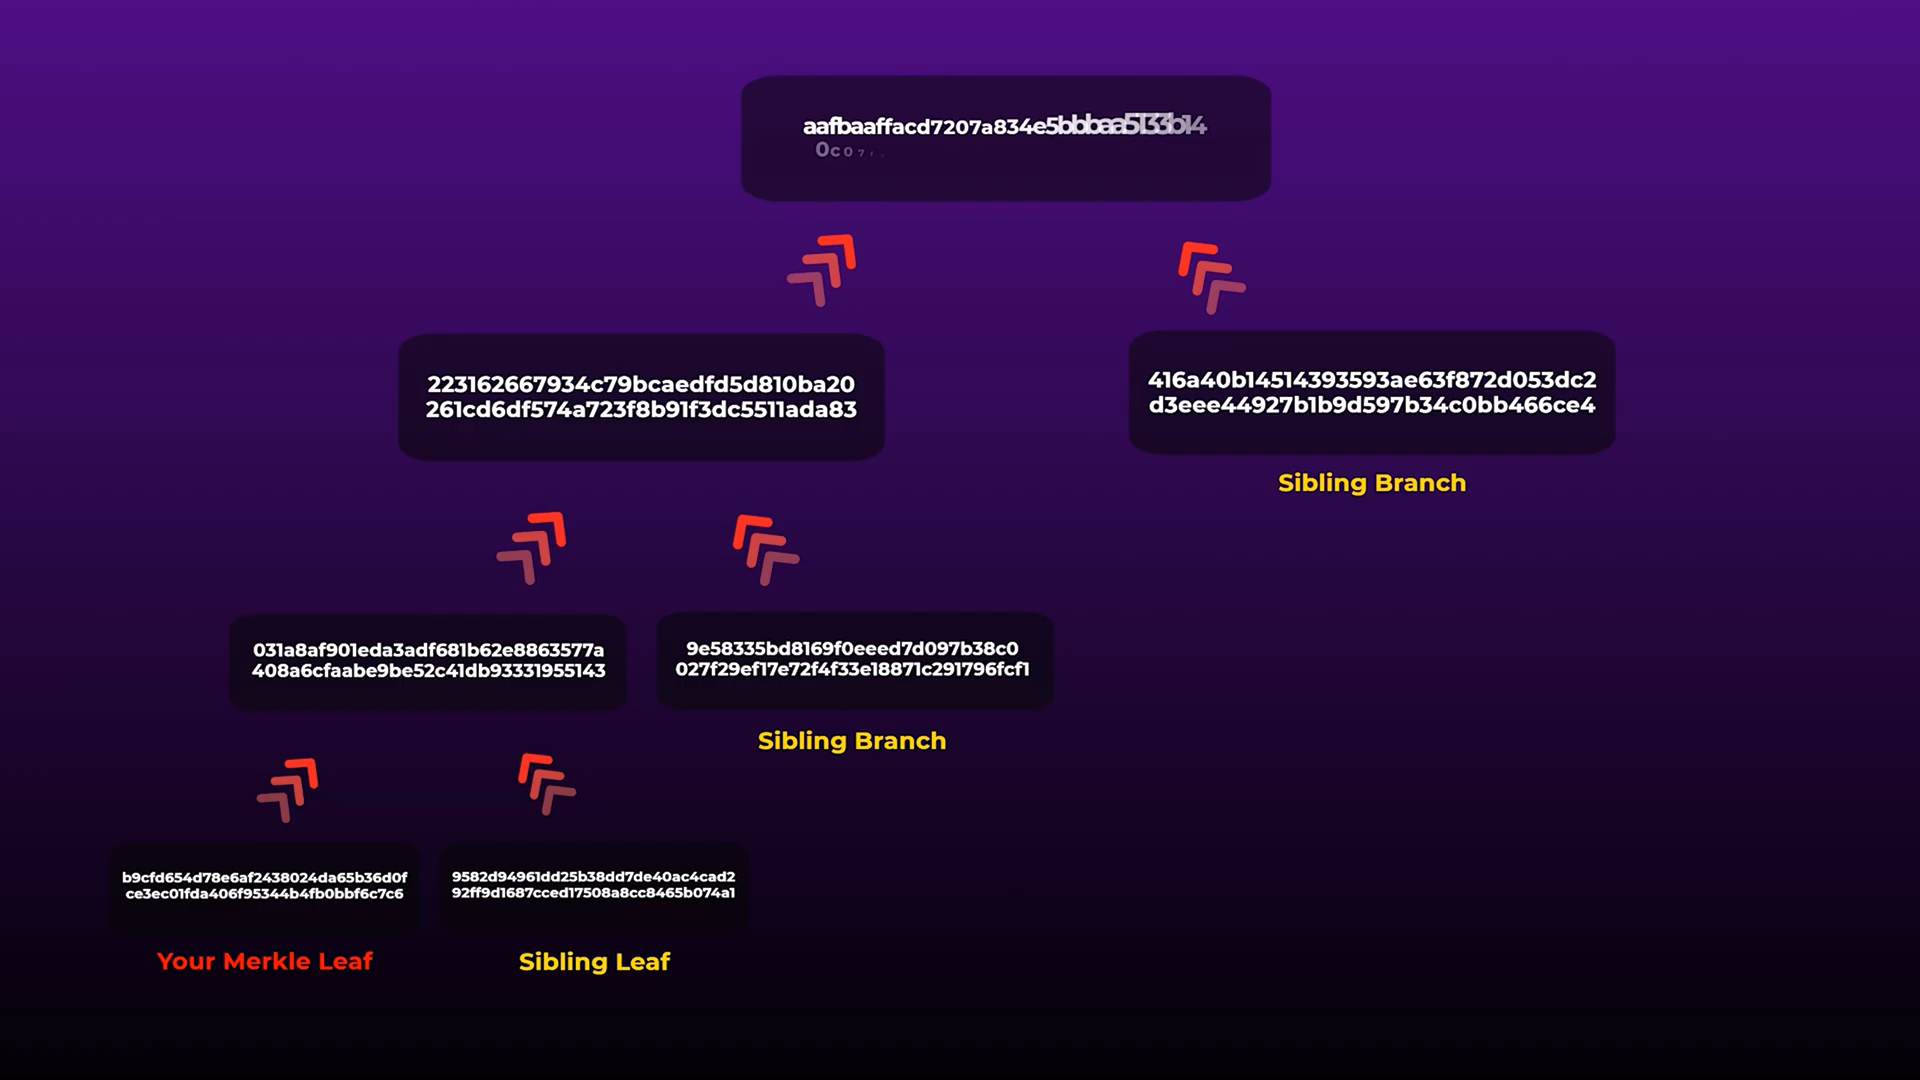 223162667934c79bcaedfd5d810ba20
261cd6df574a723f8b91f3dc5511ada83
416a40b14514393593ae63f872d053dc2
d3eee44927b1b9d597b34c0bb466ce4
Sibling Branch
031a8af901eda3adf681b62e8863577a
408a6cfaabe9be52c41db93331955143
9e58335bd8169f0eeed7d097b38c0
027f29ef17e72f4f33e18871c291796fcf1
Sibling Branch
b9cfd654d78e6af2438024da65b36d0f
ce3ec01fda406f95344b4fb0bbf6c7c6
9582d94961dd25b38dd7de40ac4cad2
92ff9d1687cced17508a8cc8465b074a1
Your Merkle Leaf
Sibling Leaf